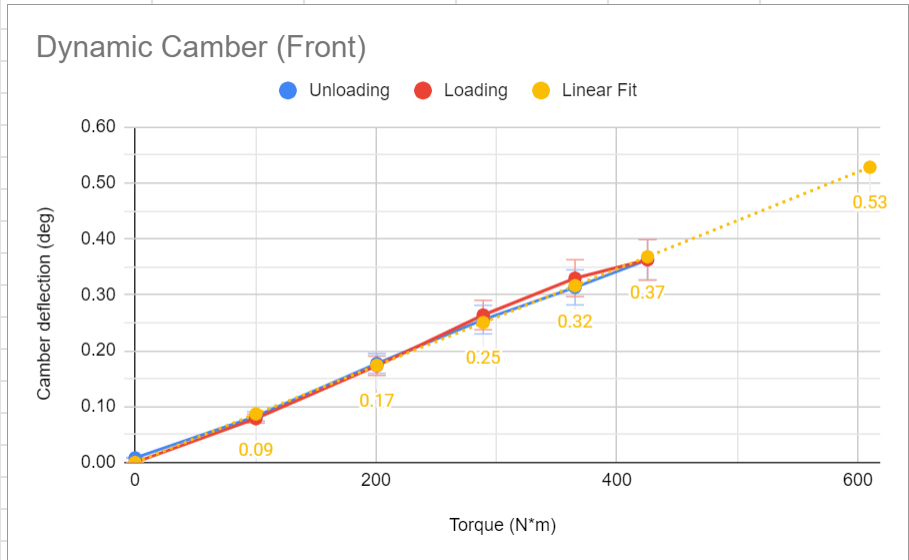 Dynamic Camber (Front)
Unloading Loading Linear Fit
0.60
0.50
0.40
0.30
0.20
0.10
0.00
Camber deflection (deg)
0.09
0.17
0.25
0.32
0.37
0.53
0 200 400 600
Torque (N*m)